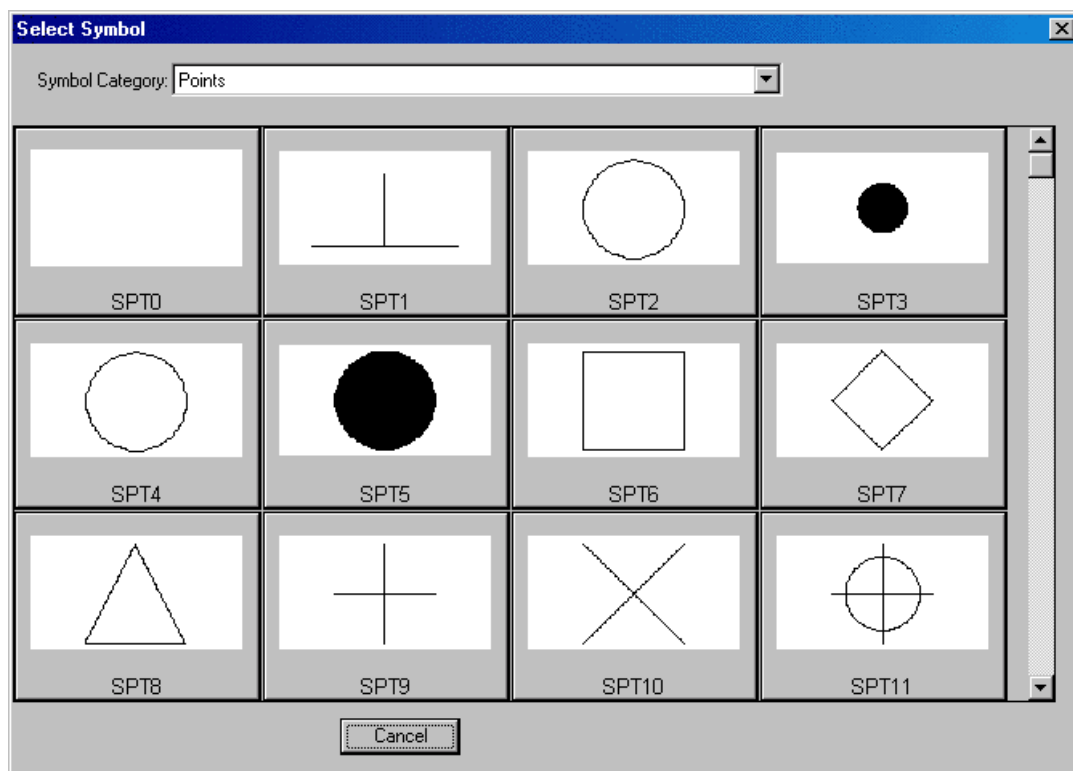 Select Symbol
Symbol Category: Points
SPT0 SPT1 SPT2 SPT3
SPT4 SPT5 SPT6 SPT7
SPT8 SPT9 SPT10 SPT11
Cancel